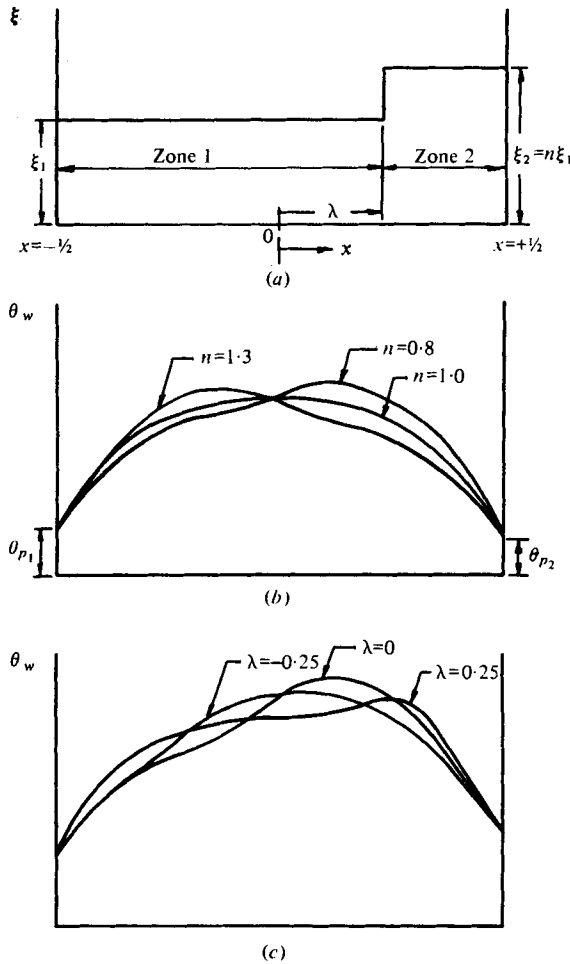 ξ
ξ₁
Zone 1
Zone 2
ξ₂=nξ₁
λ
0
x=−½
x
x=+½
(a)
θw
n=1·3
n=0·8
n=1·0
θp₁
θp₂
(b)
θw
λ=−0·25
λ=0
λ=0·25
(c)